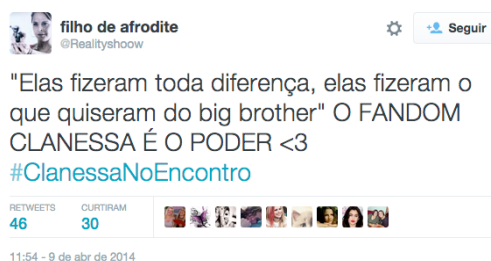 filho de afrodite
@Realityshoow
Seguir
"Elas fizeram toda diferença, elas fizeram o
que quiseram do big brother" O FANDOM
CLANESSA É O PODER <3
#ClanessaNoEncontro
RETWEETS
46
CURTIRAM
30
11:54 - 9 de abr de 2014